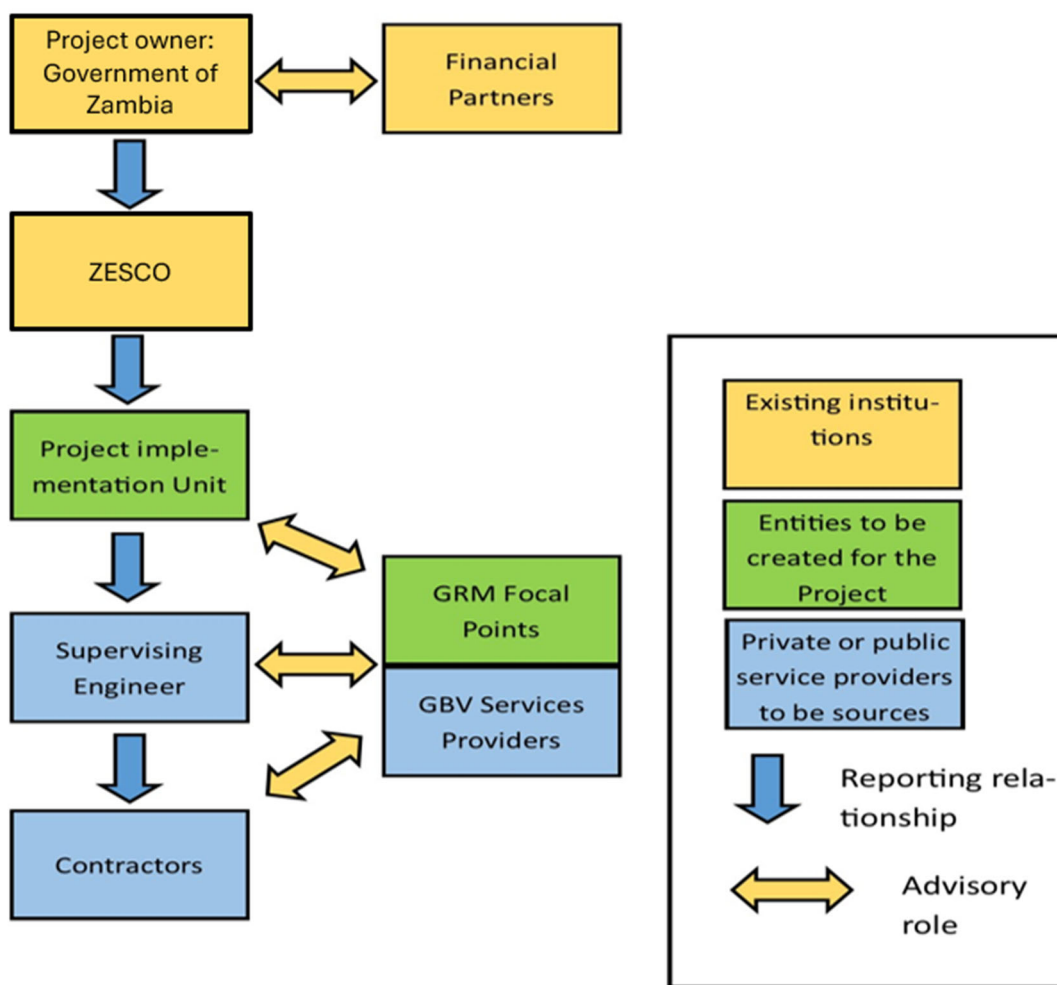 Project owner:
Government of
Zambia
Financial
Partners
ZESCO
Project imple-
mentation Unit
GRM Focal
Points
Supervising
Engineer
GBV Services
Providers
Contractors
Existing institu-
tions
Entities to be
created for the
Project
Private or public
service providers
to be sources
Reporting rela-
tionship
Advisory
role